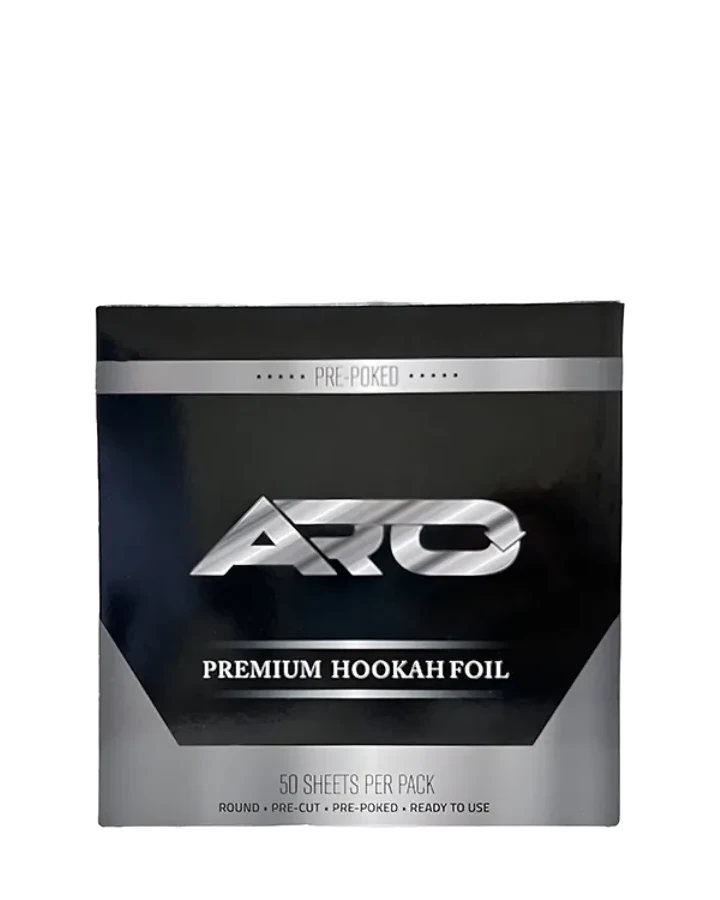 ····· PRE-POKED ·····
ARO
PREMIUM HOOKAH FOIL
50 SHEETS PER PACK
ROUND • PRE-CUT • PRE-POKED • READY TO USE